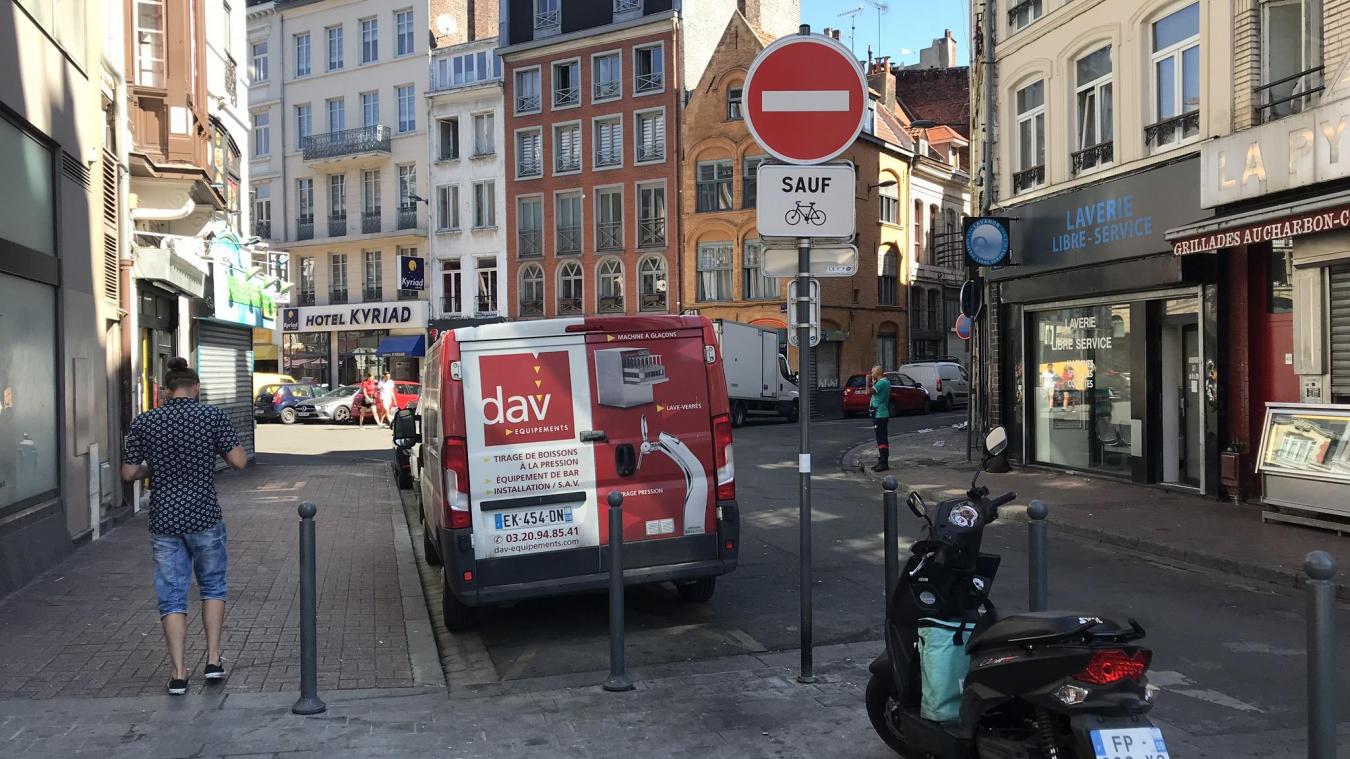 SAUF
LAVERIE
LIBRE-SERVICE
LA PY
GRILLADES AU CHARBON-
LAVERIE
LIBRE SERVICE
Kyriad
Kyriad
HOTEL KYRIAD
MACHINE À GLAÇONS
dav
EQUIPEMENTS
LAVE-VERRES
TIRAGE DE BOISSONS
À LA PRESSION
ÉQUIPEMENT DE BAR
INSTALLATION / S.A.V.
TIRAGE PRESSION
EK-454-DN
03.20.94.85.41
dav-equipements.com
FP